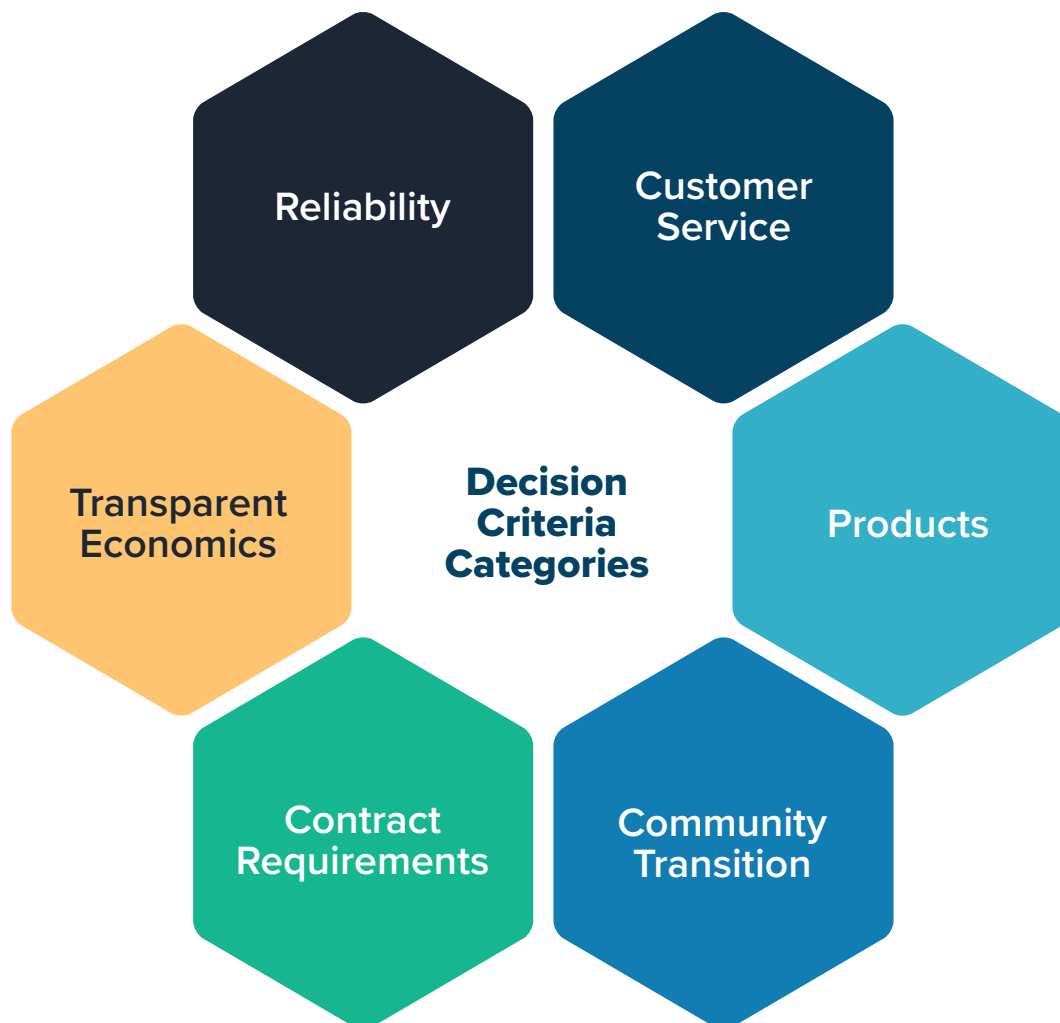 Reliability
Customer
Service
Transparent
Economics
Decision
Criteria
Categories
Products
Contract
Requirements
Community
Transition